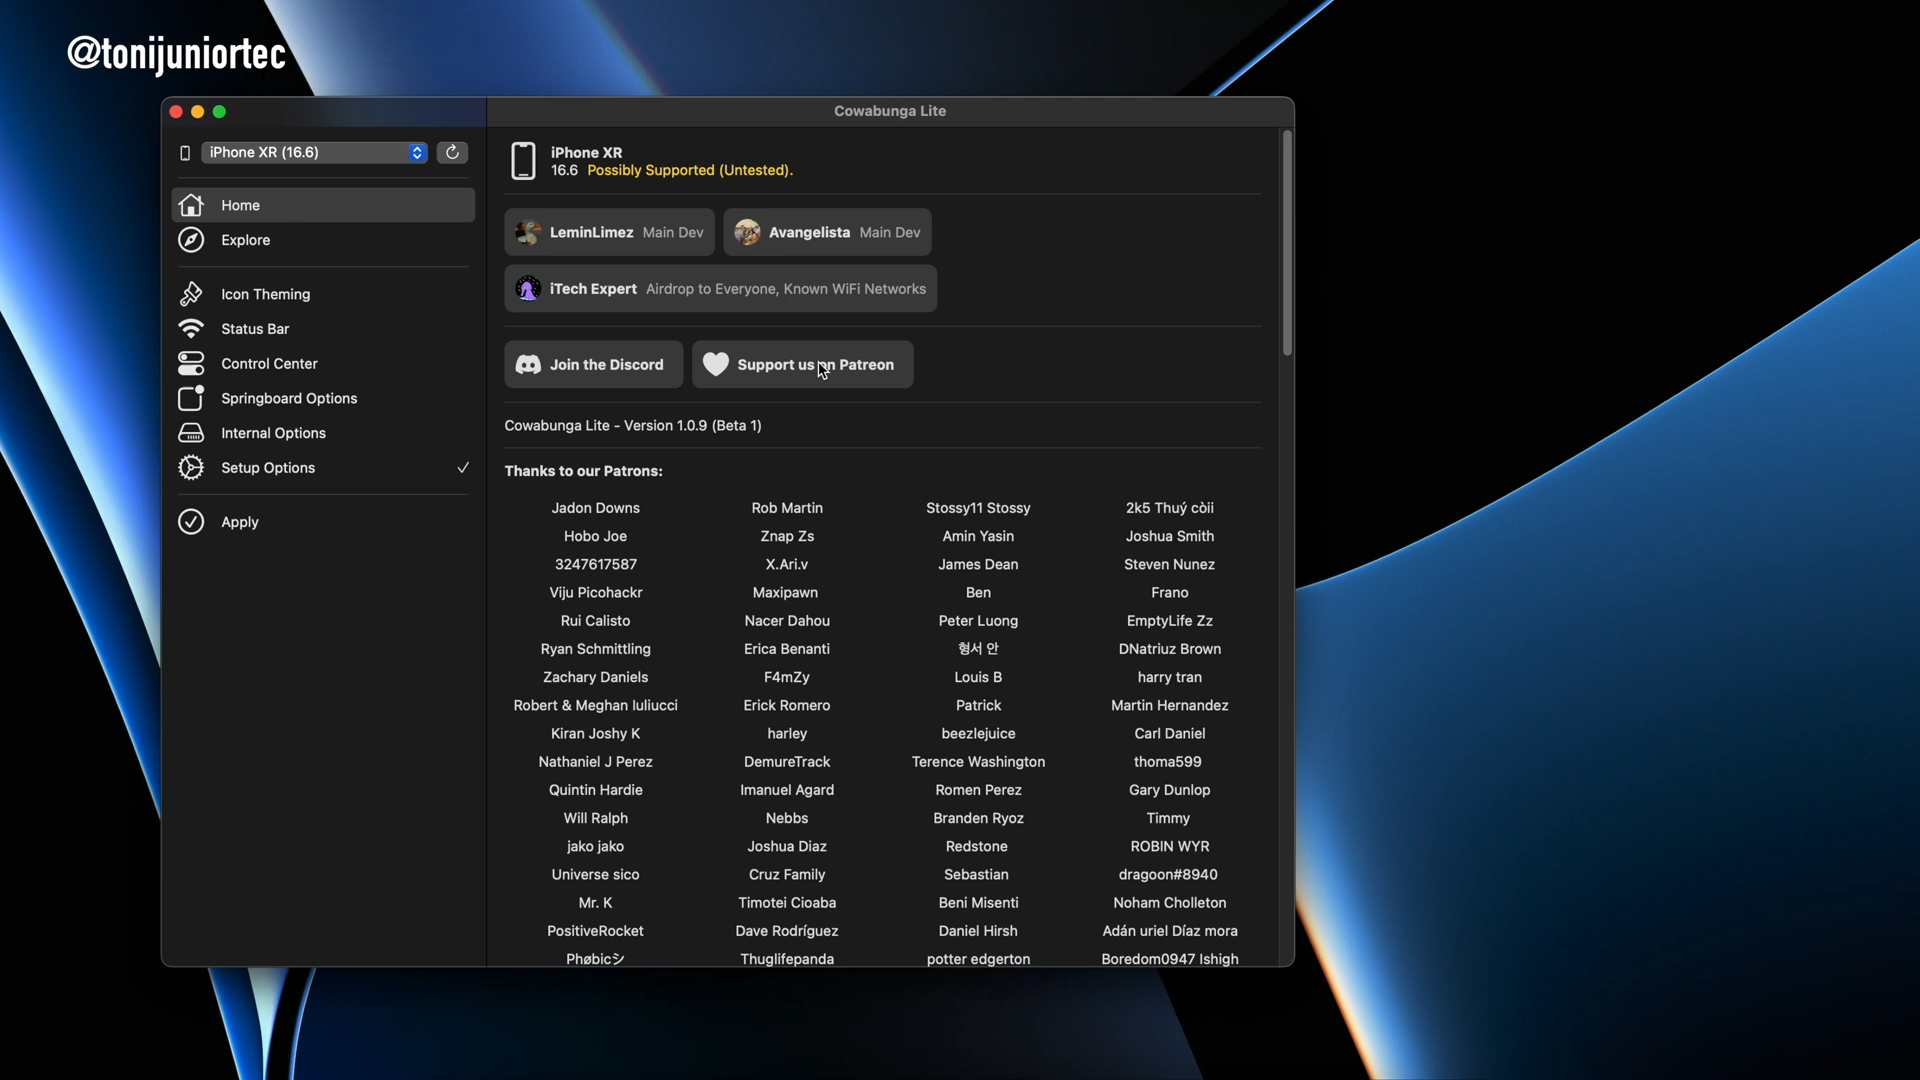 @tonijuniortec
Cowabunga Lite
iPhone XR (16.6)
Home
Explore
Icon Theming
Status Bar
Control Center
Springboard Options
Internal Options
Setup Options
Apply
iPhone XR
16.6 Possibly Supported (Untested).
LeminLimez Main Dev
Avangelista Main Dev
iTech Expert Airdrop to Everyone, Known WiFi Networks
Join the Discord
Support us on Patreon
Cowabunga Lite - Version 1.0.9 (Beta 1)
Thanks to our Patrons:
Jadon Downs Rob Martin Stossy11 Stossy 2k5 Thuý còii
Hobo Joe Znap Zs Amin Yasin Joshua Smith
3247617587 X.Ari.v James Dean Steven Nunez
Viju Picohackr Maxipawn Ben Frano
Rui Calisto Nacer Dahou Peter Luong EmptyLife Zz
Ryan Schmittling Erica Benanti 형서 안 DNatriuz Brown
Zachary Daniels F4mZy Louis B harry tran
Robert & Meghan Iuliucci Erick Romero Patrick Martin Hernandez
Kiran Joshy K harley beezlejuice Carl Daniel
Nathaniel J Perez DemureTrack Terence Washington thoma599
Quintin Hardie Imanuel Agard Romen Perez Gary Dunlop
Will Ralph Nebbs Branden Ryoz Timmy
jako jako Joshua Diaz Redstone ROBIN WYR
Universe sico Cruz Family Sebastian dragoon#8940
Mr. K Timotei Cioaba Beni Misenti Noham Cholleton
PositiveRocket Dave Rodríguez Daniel Hirsh Adán uriel Díaz mora
Phøbicシ Thuglifepanda potter edgerton Boredom0947 Ishigh